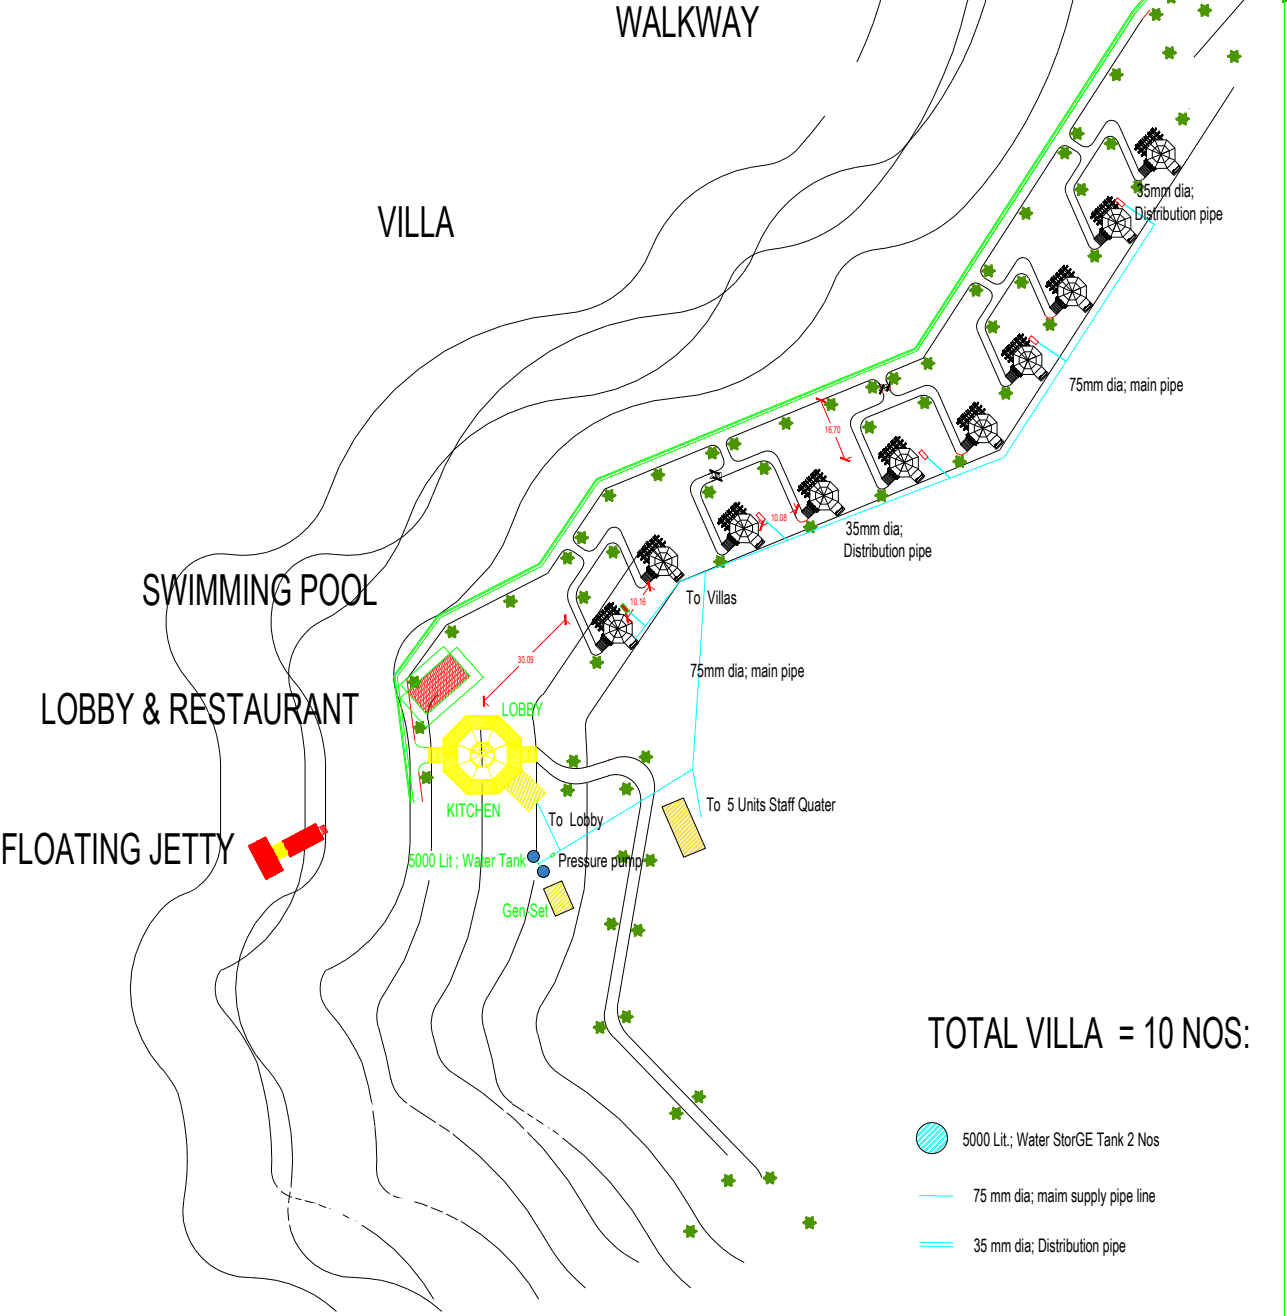 WALKWAY
VILLA
35mm dia;
Distribution pipe
75mm dia; main pipe
16.70
10.08
35mm dia;
Distribution pipe
SWIMMING POOL
To Villas
10.16
30.09
75mm dia; main pipe
LOBBY & RESTAURANT
LOBBY
KITCHEN
To 5 Units Staff Quater
To Lobby
FLOATING JETTY
5000 Lit ; Water Tank
Pressure pump
Gen-Set
TOTAL VILLA = 10 NOS:
5000 Lit.; Water StorGE Tank 2 Nos
75 mm dia; maim supply pipe line
35 mm dia; Distribution pipe